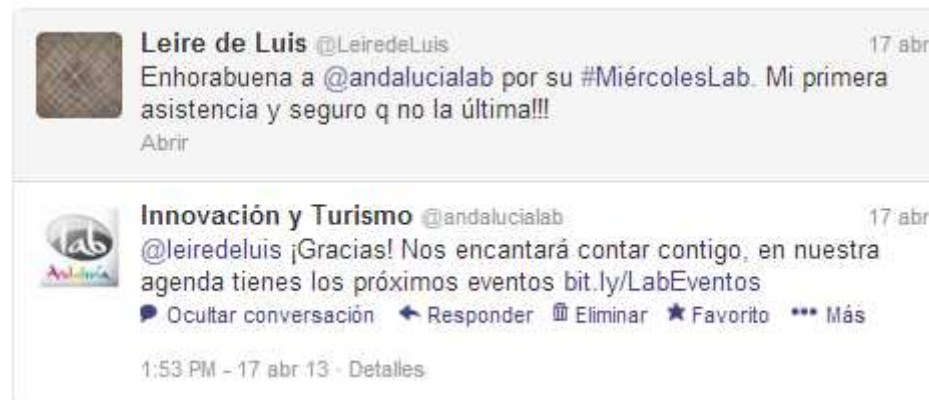 Leire de Luis @LeiredeLuis 17 abr
Enhorabuena a @andalucialab por su #MiércolesLab. Mi primera
asistencia y seguro q no la última!!!
Abrir
lab
Andalucía
Innovación y Turismo @andalucialab 17 abr
@leiredeluis ¡Gracias! Nos encantará contar contigo, en nuestra
agenda tienes los próximos eventos bit.ly/LabEventos
Ocultar conversación Responder Eliminar Favorito Más
1:53 PM - 17 abr 13 · Detalles